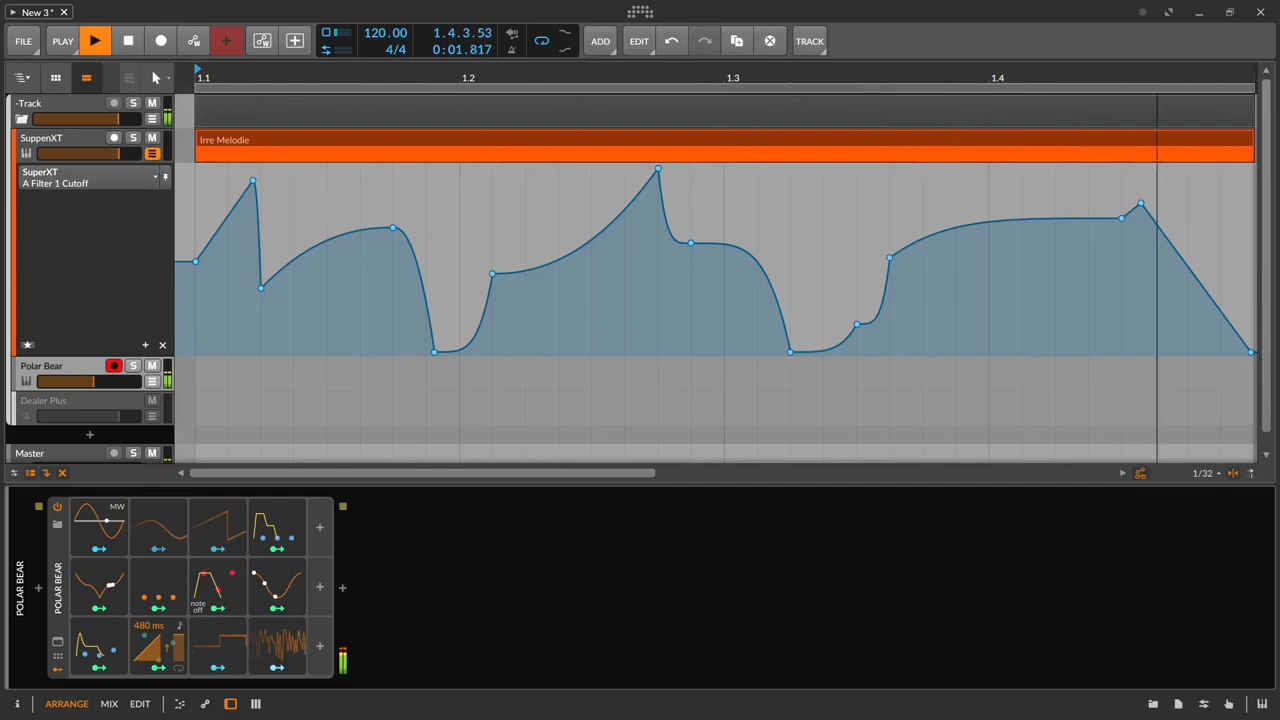 New 3*
FILE
PLAY
120.00
4/4
1.4.3.53
0:01.817
ADD
EDIT
TRACK
1.1
1.2
1.3
1.4
-Track
S
M
SuppenXT
S
M
Irre Melodie
SuperXT
A Filter 1 Cutoff
Polar Bear
S
M
Dealer Plus
M
Master
S
M
1/32
POLAR BEAR
POLAR BEAR
MW
note
off
480 ms
ARRANGE
MIX
EDIT